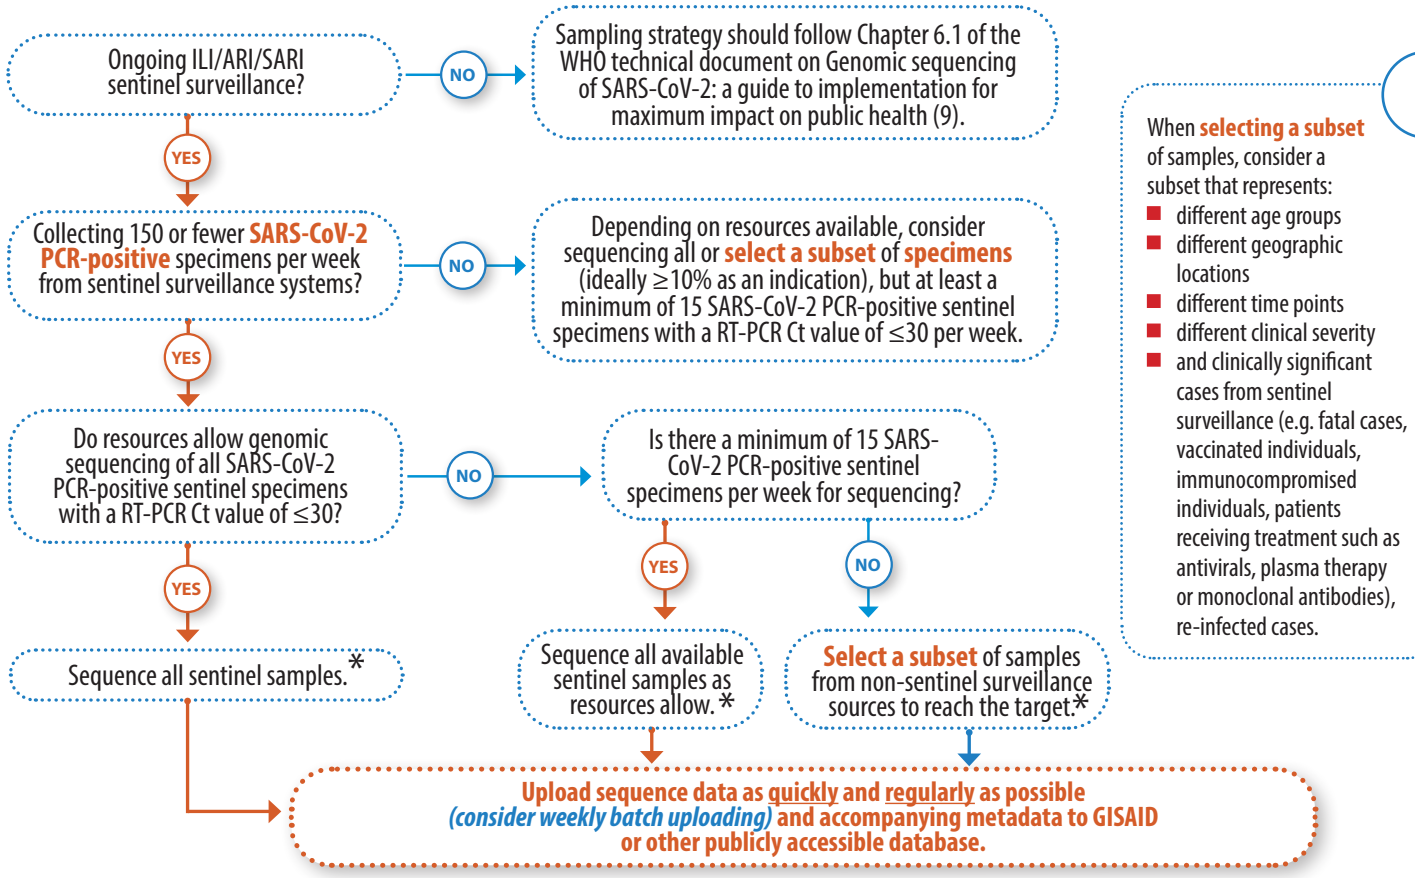 Ongoing ILI/ARI/SARI
sentinel surveillance?
NO
Sampling strategy should follow Chapter 6.1 of the
WHO technical document on Genomic sequencing
of SARS-CoV-2: a guide to implementation for
maximum impact on public health (9).
YES
Collecting 150 or fewer SARS-CoV-2
PCR-positive specimens per week
from sentinel surveillance systems?
NO
Depending on resources available, consider
sequencing all or select a subset of specimens
(ideally ≥10% as an indication), but at least a
minimum of 15 SARS-CoV-2 PCR-positive sentinel
specimens with a RT-PCR Ct value of ≤30 per week.
YES
Do resources allow genomic
sequencing of all SARS-CoV-2
PCR-positive sentinel specimens
with a RT-PCR Ct value of ≤30?
NO
Is there a minimum of 15 SARS-
CoV-2 PCR-positive sentinel
specimens per week for sequencing?
YES
YES
NO
Sequence all sentinel samples.*
Sequence all available
sentinel samples as
resources allow.*
Select a subset of samples
from non-sentinel surveillance
sources to reach the target.*
Upload sequence data as quickly and regularly as possible
(consider weekly batch uploading) and accompanying metadata to GISAID
or other publicly accessible database.
When selecting a subset
of samples, consider a
subset that represents:
■ different age groups
■ different geographic
locations
■ different time points
■ different clinical severity
■ and clinically significant
cases from sentinel
surveillance (e.g. fatal cases,
vaccinated individuals,
immunocompromised
individuals, patients
receiving treatment such as
antivirals, plasma therapy
or monoclonal antibodies),
re-infected cases.